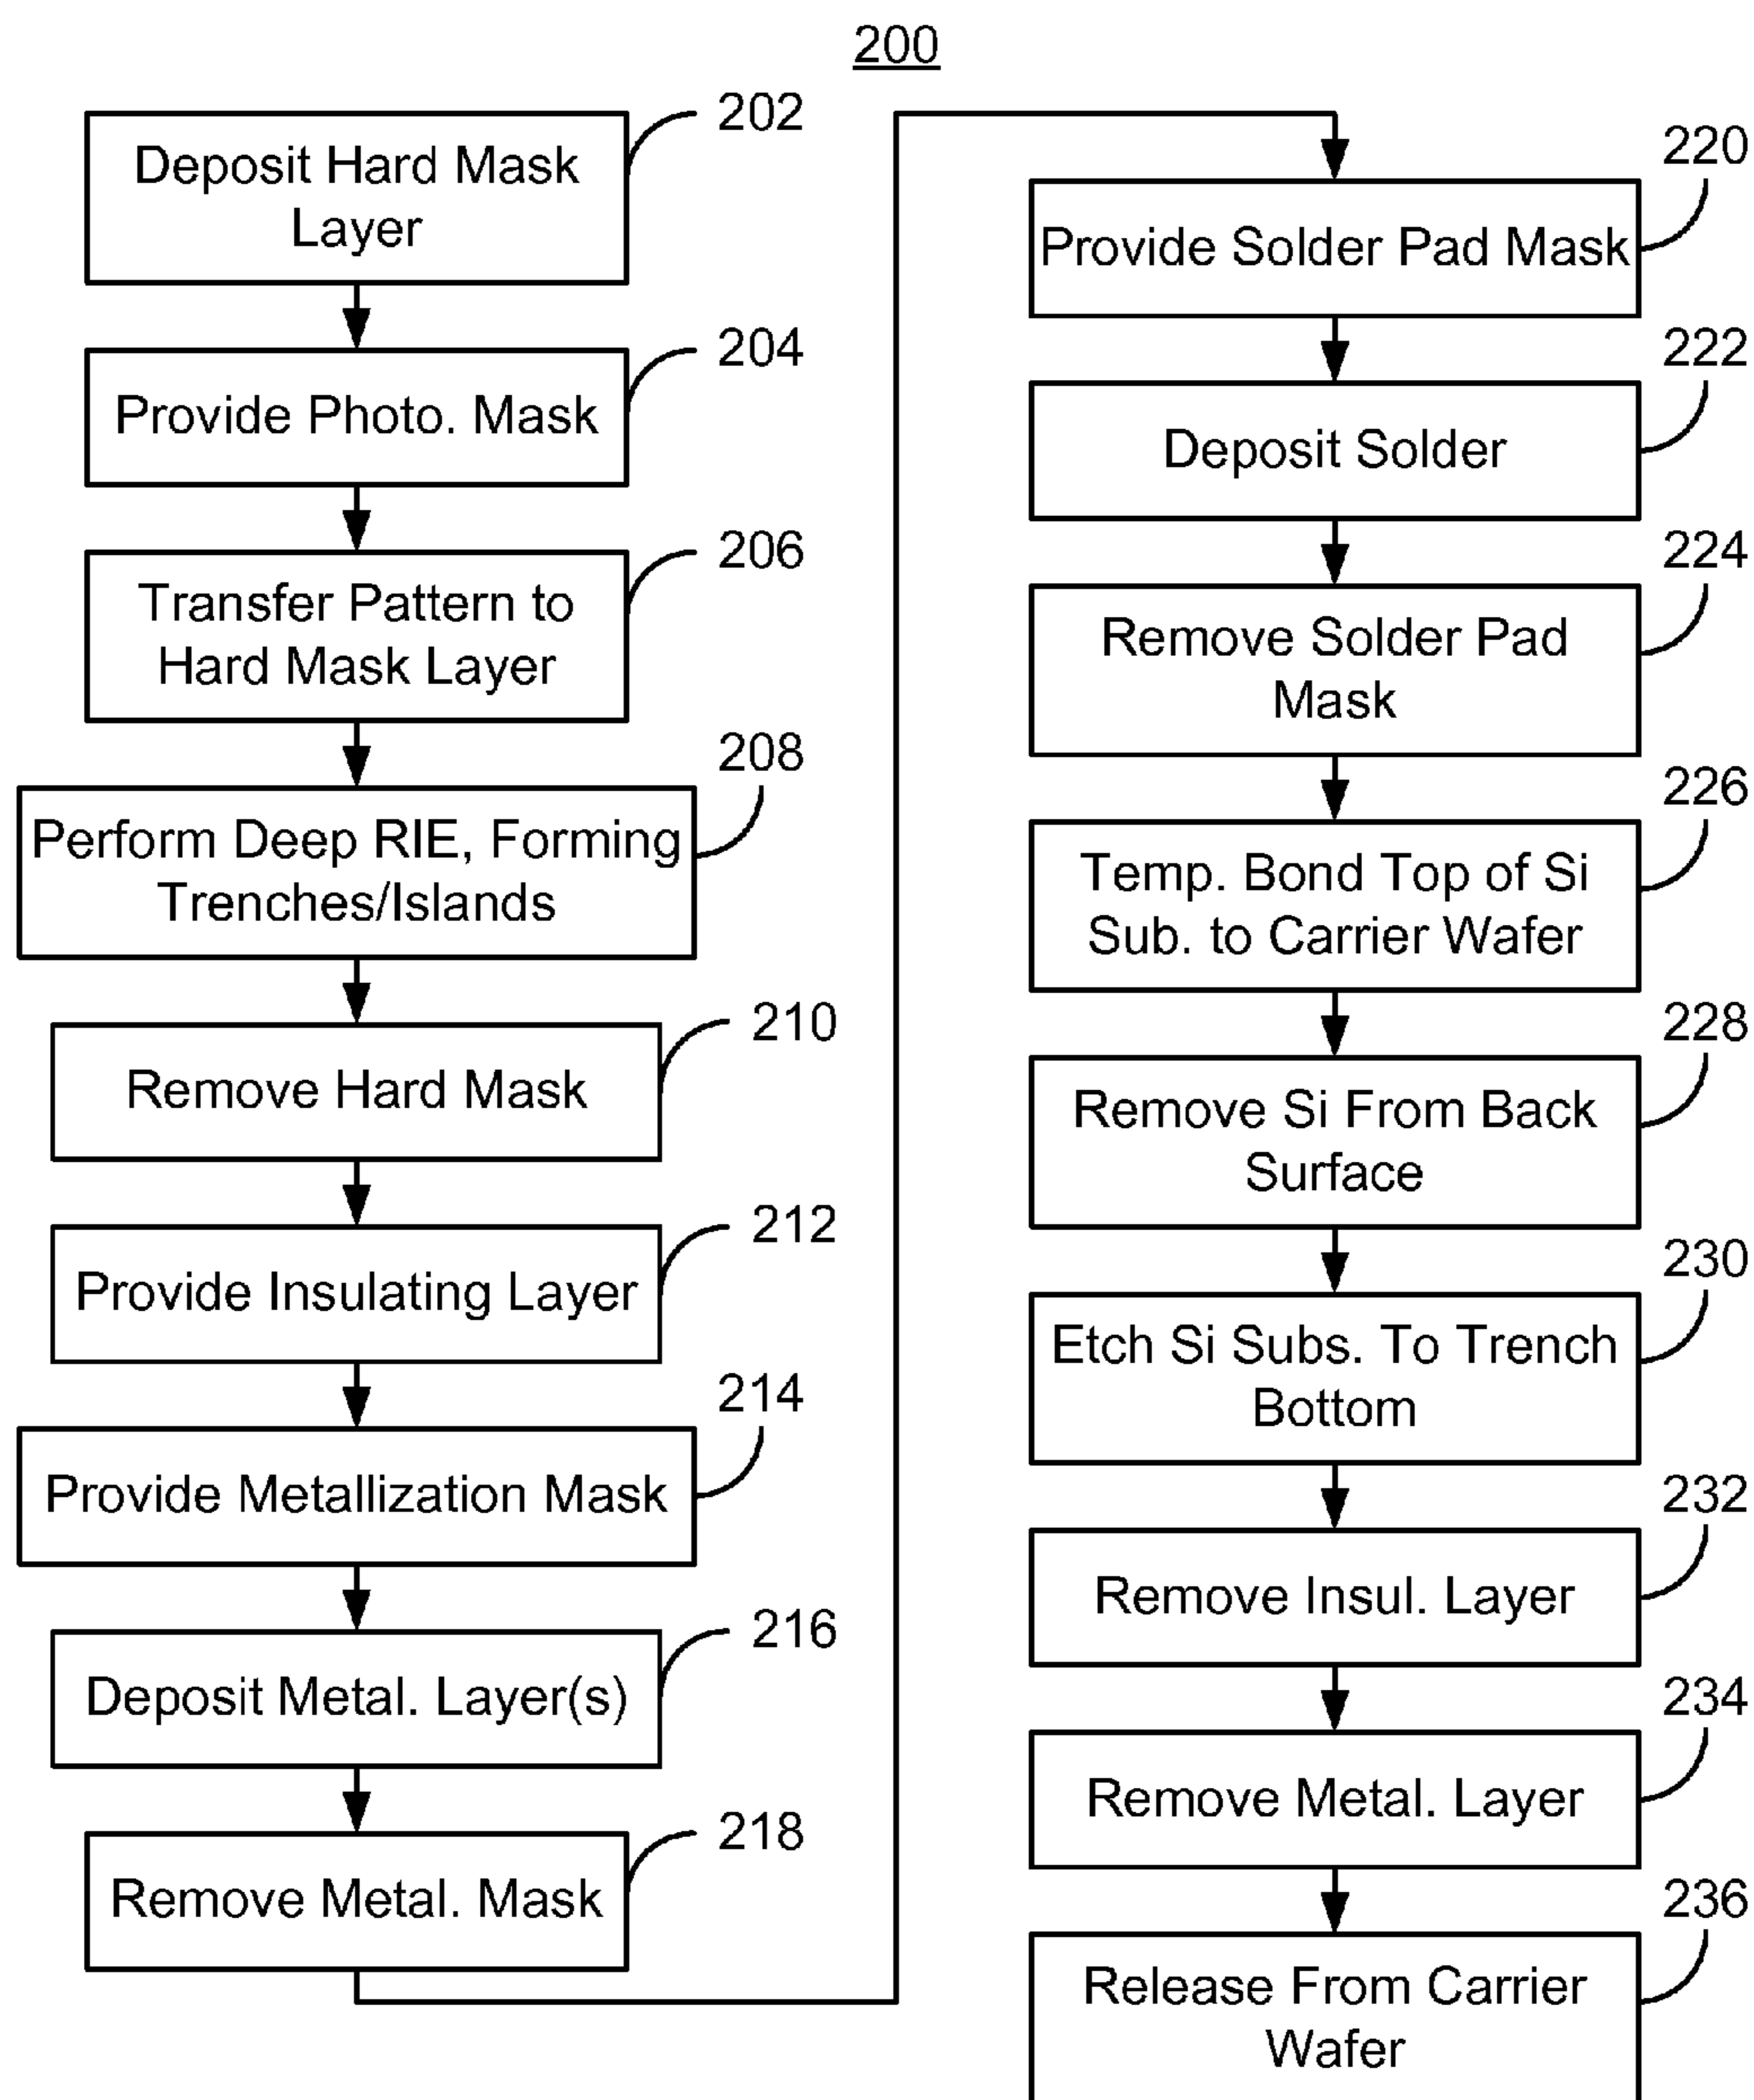 200
Deposit Hard Mask
Layer
202
Provide Photo. Mask
204
Transfer Pattern to
Hard Mask Layer
206
Perform Deep RIE, Forming
Trenches/Islands
208
Remove Hard Mask
210
Provide Insulating Layer
212
Provide Metallization Mask
214
Deposit Metal. Layer(s)
216
Remove Metal. Mask
218
Provide Solder Pad Mask
220
Deposit Solder
222
Remove Solder Pad
Mask
224
Temp. Bond Top of Si
Sub. to Carrier Wafer
226
Remove Si From Back
Surface
228
Etch Si Subs. To Trench
Bottom
230
Remove Insul. Layer
232
Remove Metal. Layer
234
Release From Carrier
Wafer
236